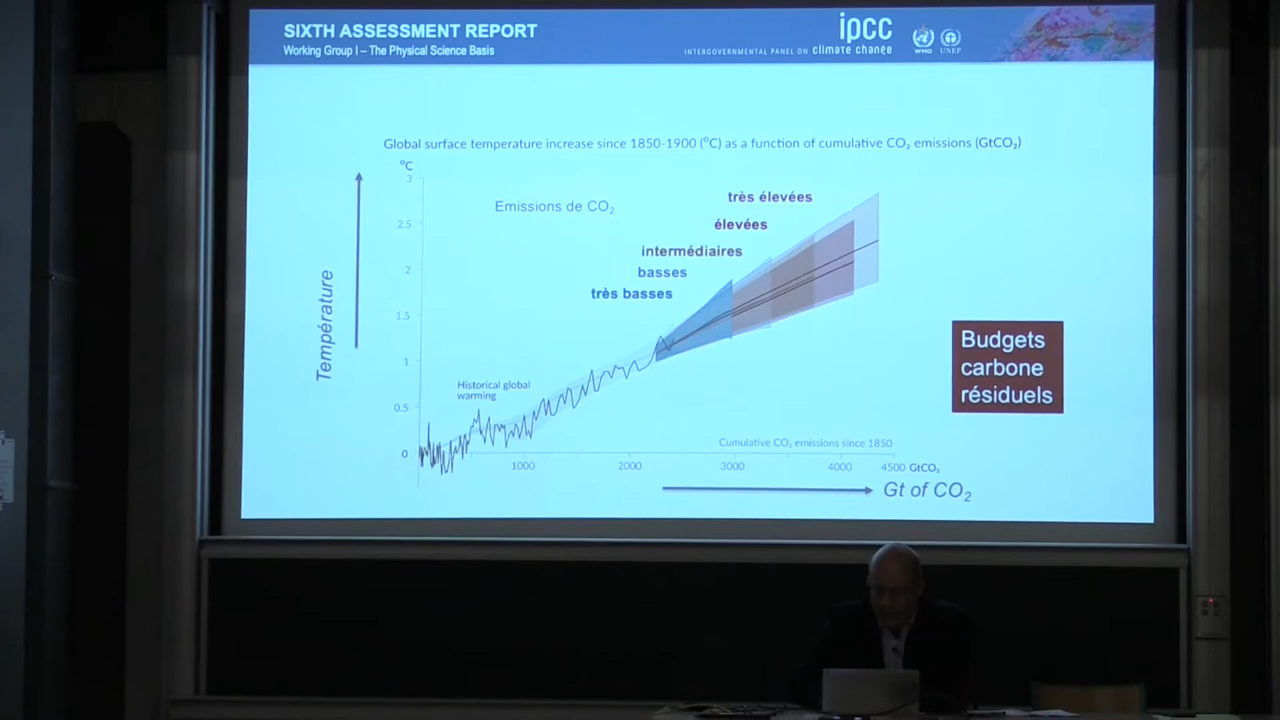 SIXTH ASSESSMENT REPORT
Working Group I – The Physical Science Basis
ipcc
INTERGOVERNMENTAL PANEL ON climate change
WMO UNEP
Global surface temperature increase since 1850-1900 (°C) as a function of cumulative CO₂ emissions (GtCO₂)
°C
3
2.5
2
1.5
1
0.5
0
Température
Emissions de CO₂
très élevées
élevées
intermédiaires
basses
très basses
Historical global
warming
Budgets
carbone
résiduels
Cumulative CO₂ emissions since 1850
1000 2000 3000 4000 4500 GtCO₂
Gt of CO₂